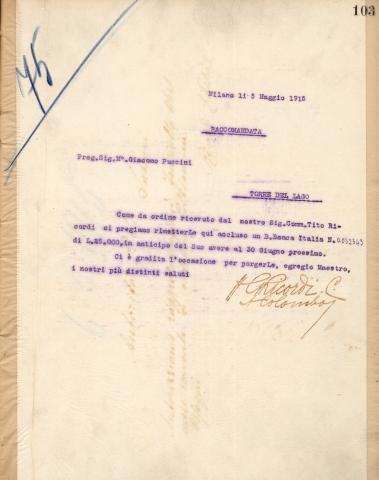 103
Milano li 5 Maggio 1915
RACCOMANDATA
Preg.Sig.M°.Giacomo Puccini
TORRE DEL LAGO
Come da ordine ricevuto dal nostro Sig.Comm.Tito Ri-
cordi ci pregiamo rimetterLe qui accluso un B.Banca Italia N.
di L.25,000,in anticipo del Suo avere al 30 Giugno prossimo.
Ci è gradita l'occasione per porgerLe, egregio Maestro,
i nostri più distinti saluti
G Ricordi C.
Colombo